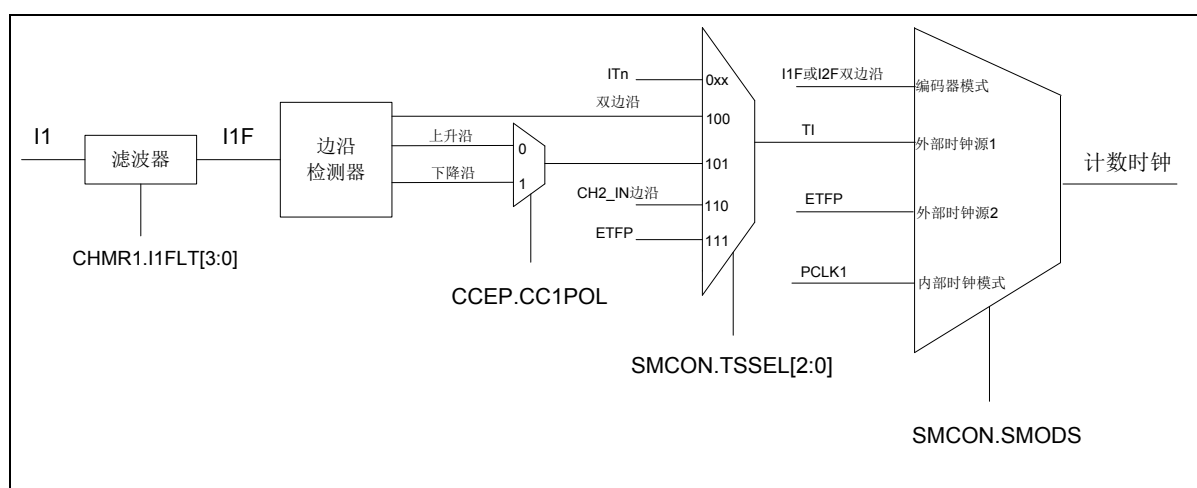 I1
滤波器
CHMR1.I1FLT[3:0]
I1F
边沿
检测器
双边沿
上升沿
下降沿
0
1
CCEP.CC1POL
ITn
CH2_IN边沿
ETFP
0xx
100
101
110
111
SMCON.TSSEL[2:0]
I1F或I2F双边沿
TI
ETFP
PCLK1
编码器模式
外部时钟源1
外部时钟源2
内部时钟模式
SMCON.SMODS
计数时钟